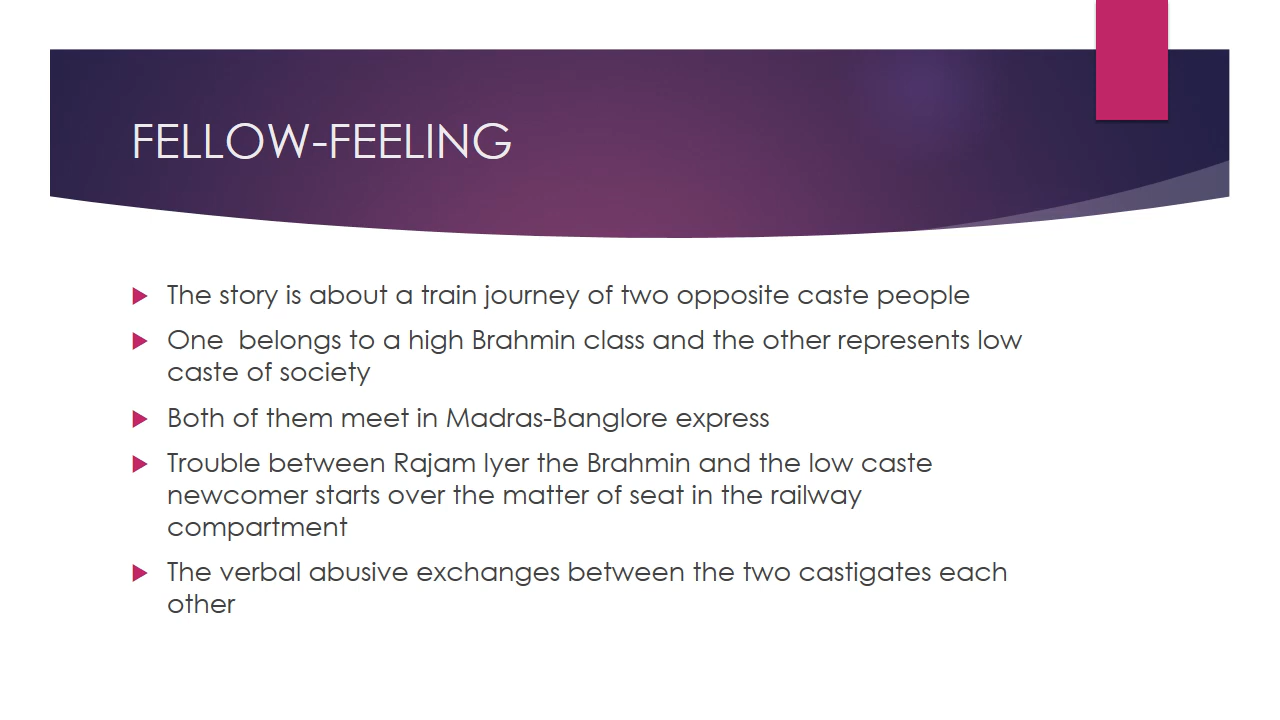 FELLOW-FEELING
The story is about a train journey of two opposite caste people
One  belongs to a high Brahmin class and the other represents low
caste of society
Both of them meet in Madras-Banglore express
Trouble between Rajam Iyer the Brahmin and the low caste
newcomer starts over the matter of seat in the railway
compartment
The verbal abusive exchanges between the two castigates each
other